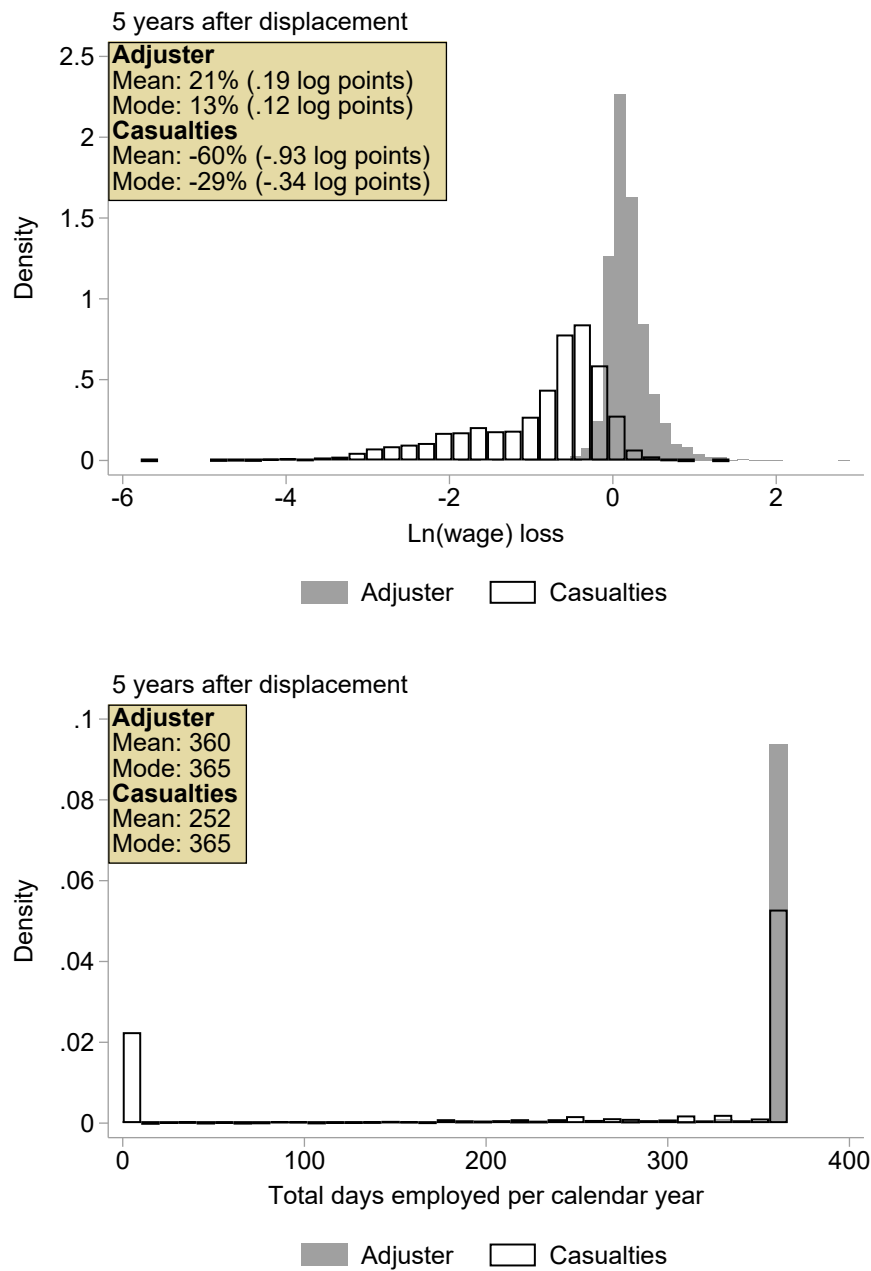 5 years after displacement
2.5
2
1.5
1
.5
0
Density
Adjuster
Mean: 21% (.19 log points)
Mode: 13% (.12 log points)
Casualties
Mean: -60% (-.93 log points)
Mode: -29% (-.34 log points)
-6 -4 -2 0 2
Ln(wage) loss
Adjuster Casualties
5 years after displacement
.1
.08
.06
.04
.02
0
Density
Adjuster
Mean: 360
Mode: 365
Casualties
Mean: 252
Mode: 365
0 100 200 300 400
Total days employed per calendar year
Adjuster Casualties